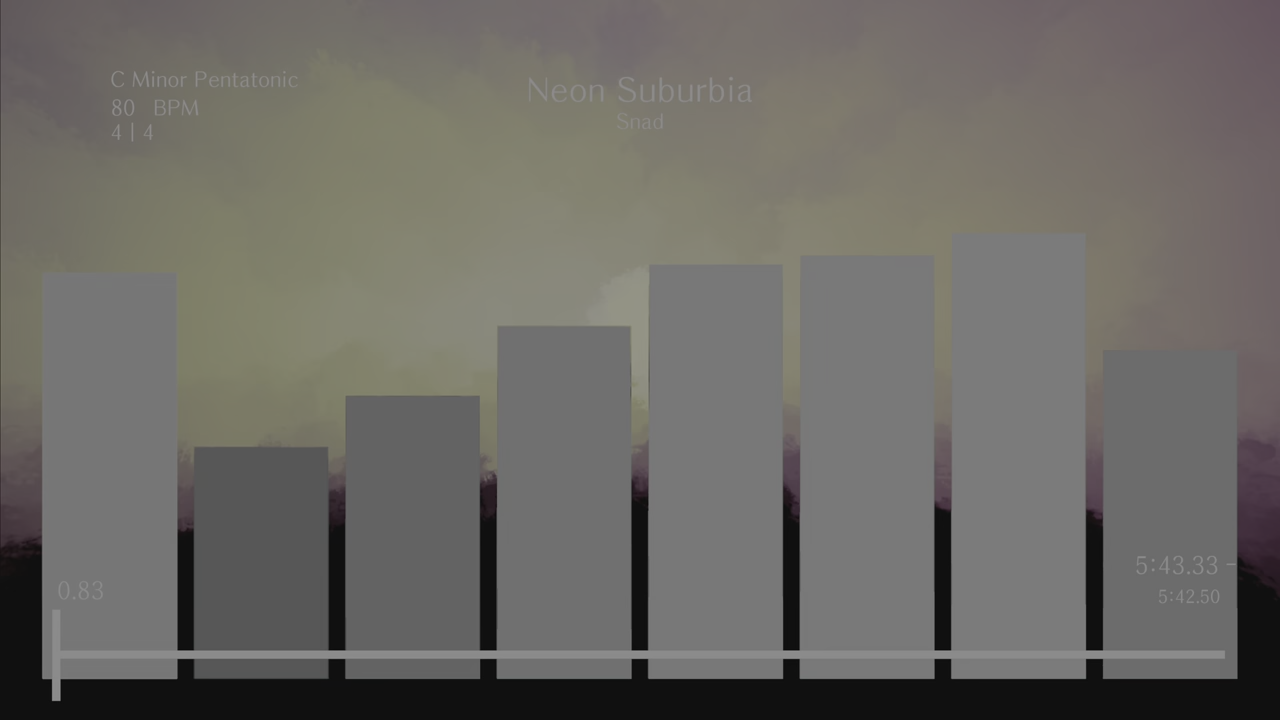 C Minor Pentatonic
80 BPM
4 | 4
Neon Suburbia
Snad
0.83
5:43.33 -
5:42.50